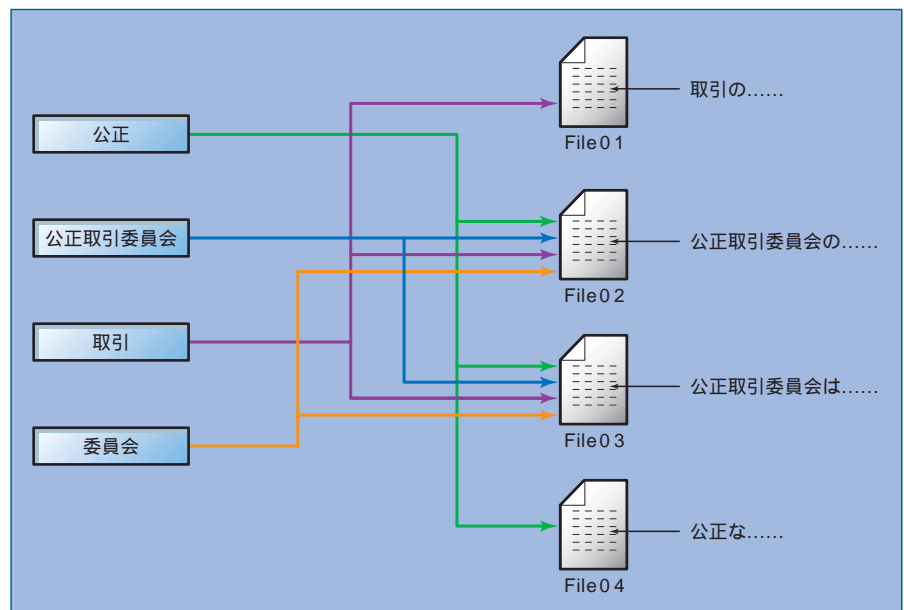 公正
公正取引委員会
取引
委員会
File01
取引の……
File02
公正取引委員会の……
File03
公正取引委員会は……
File04
公正な……